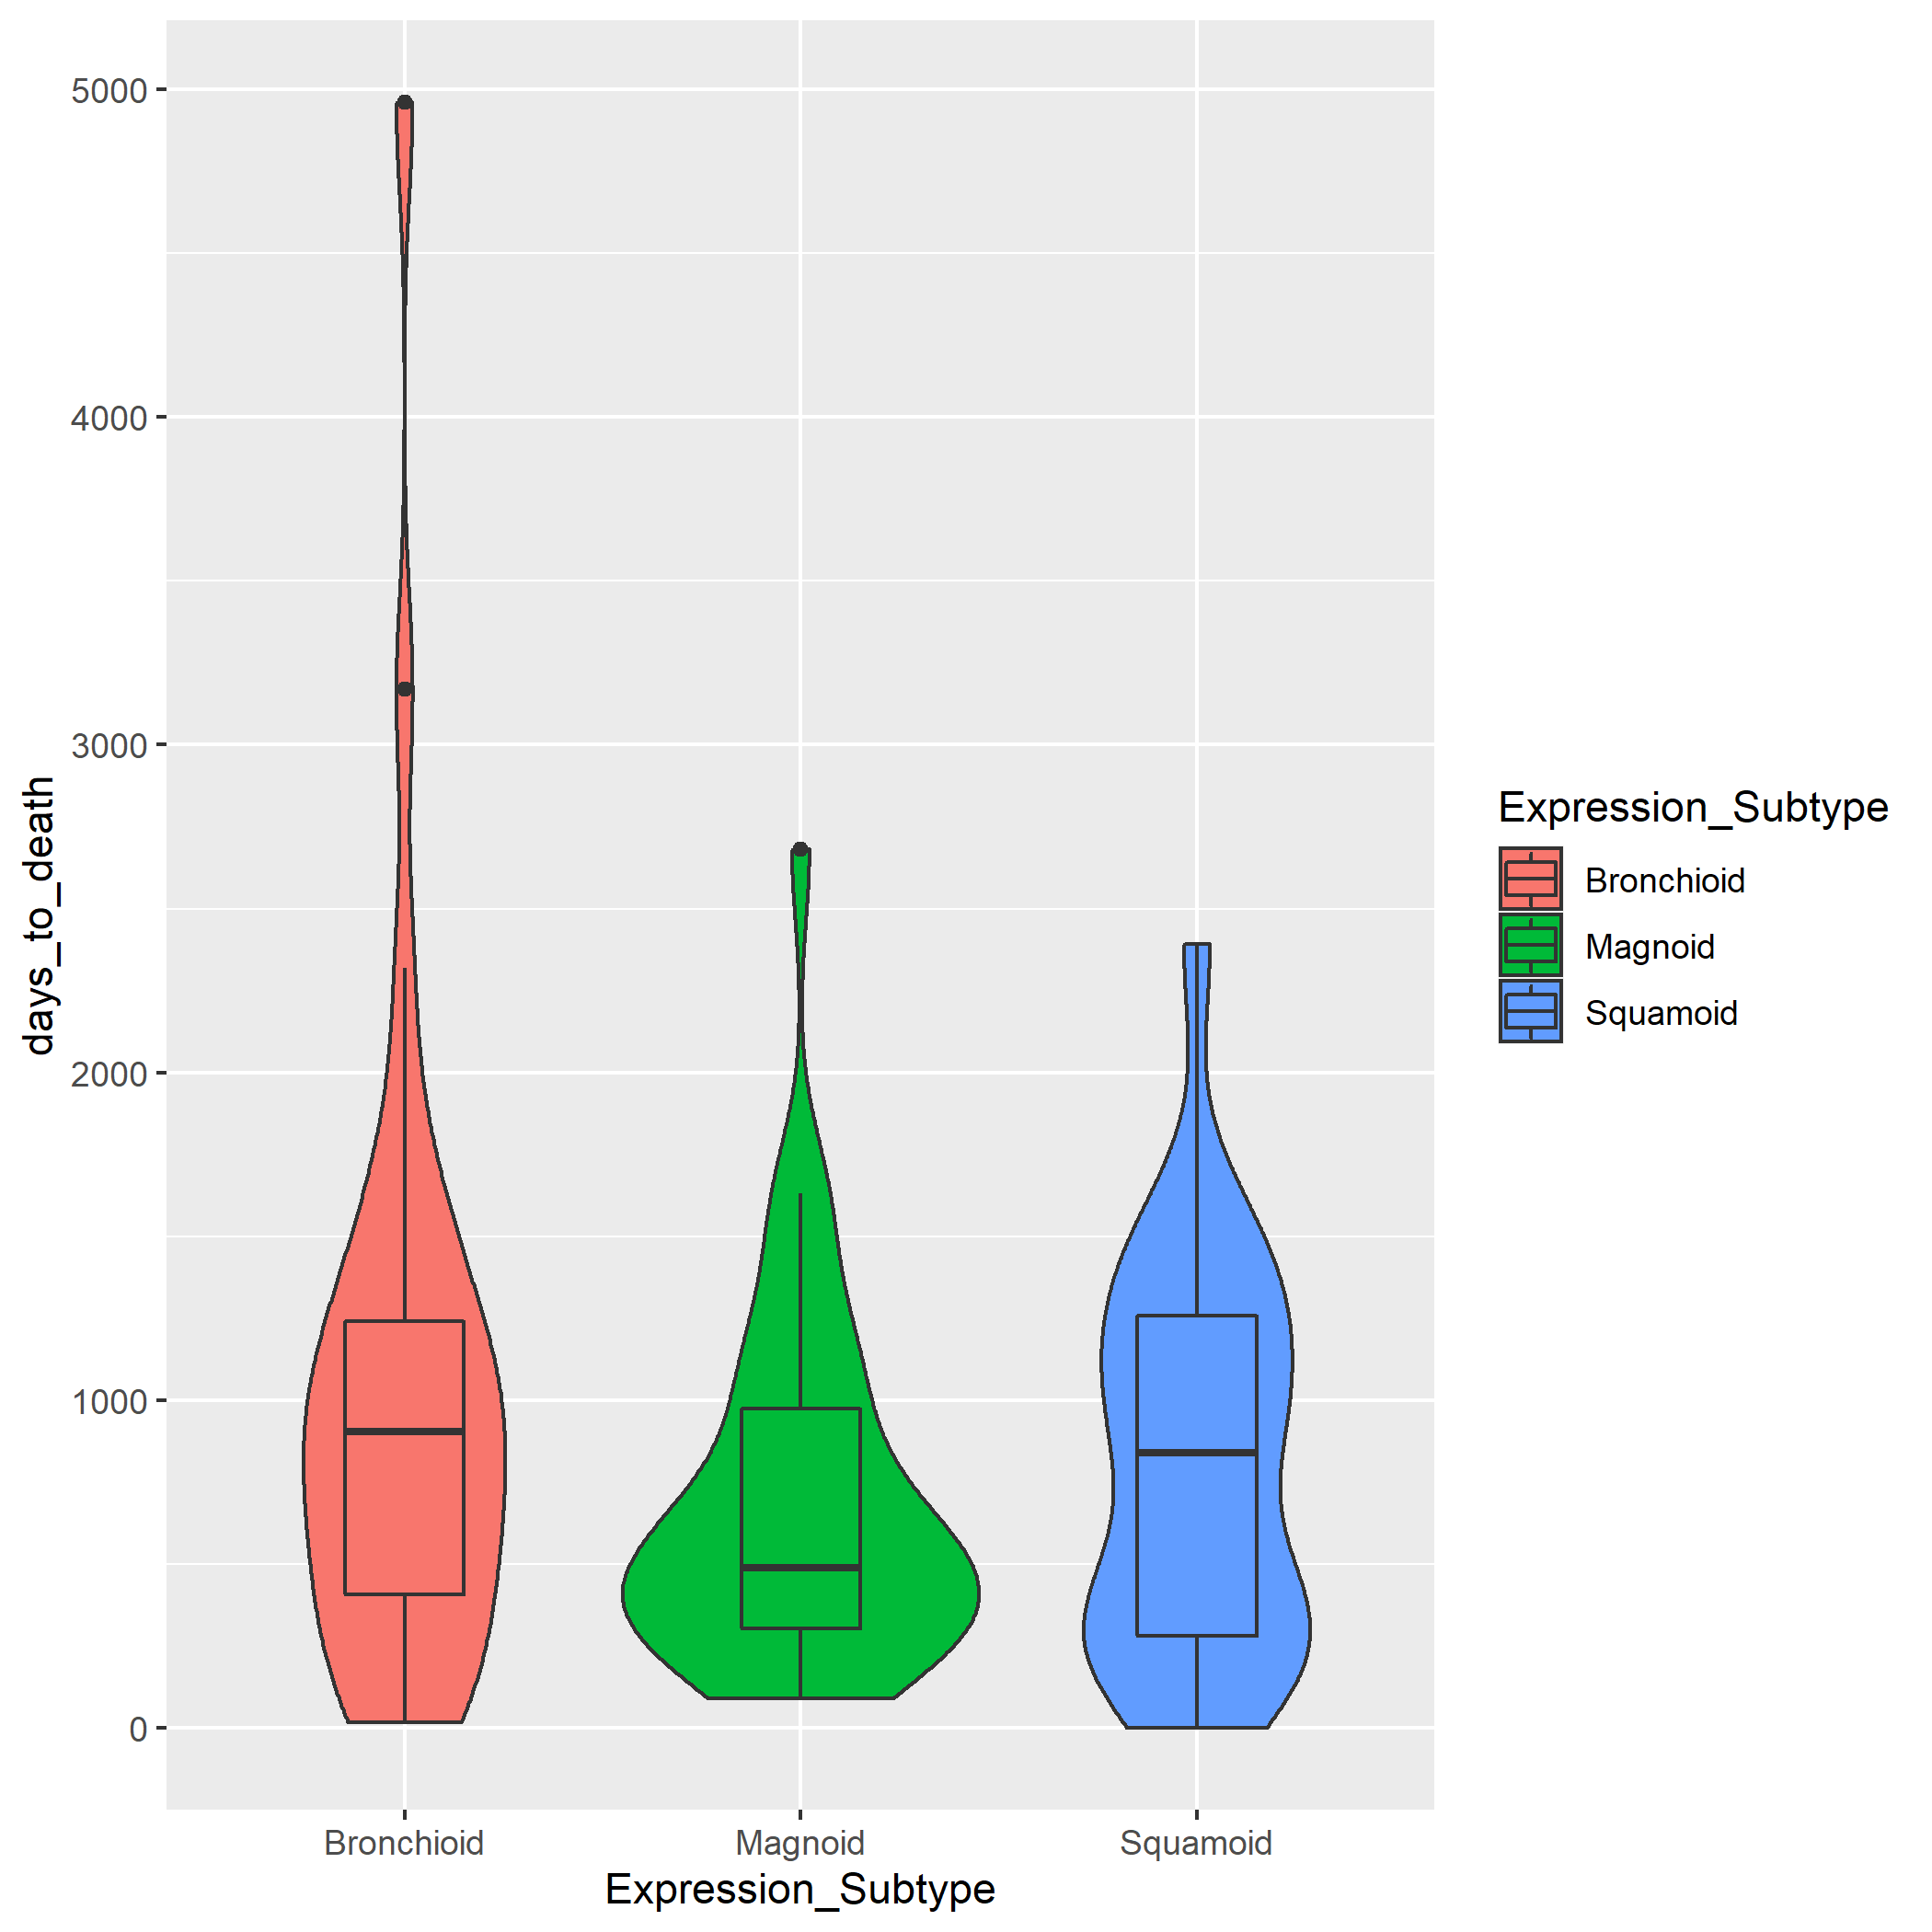 days_to_death
5000
4000
3000
2000
1000
0
Bronchioid
Magnoid
Squamoid
Expression_Subtype
Expression_Subtype
Bronchioid
Magnoid
Squamoid